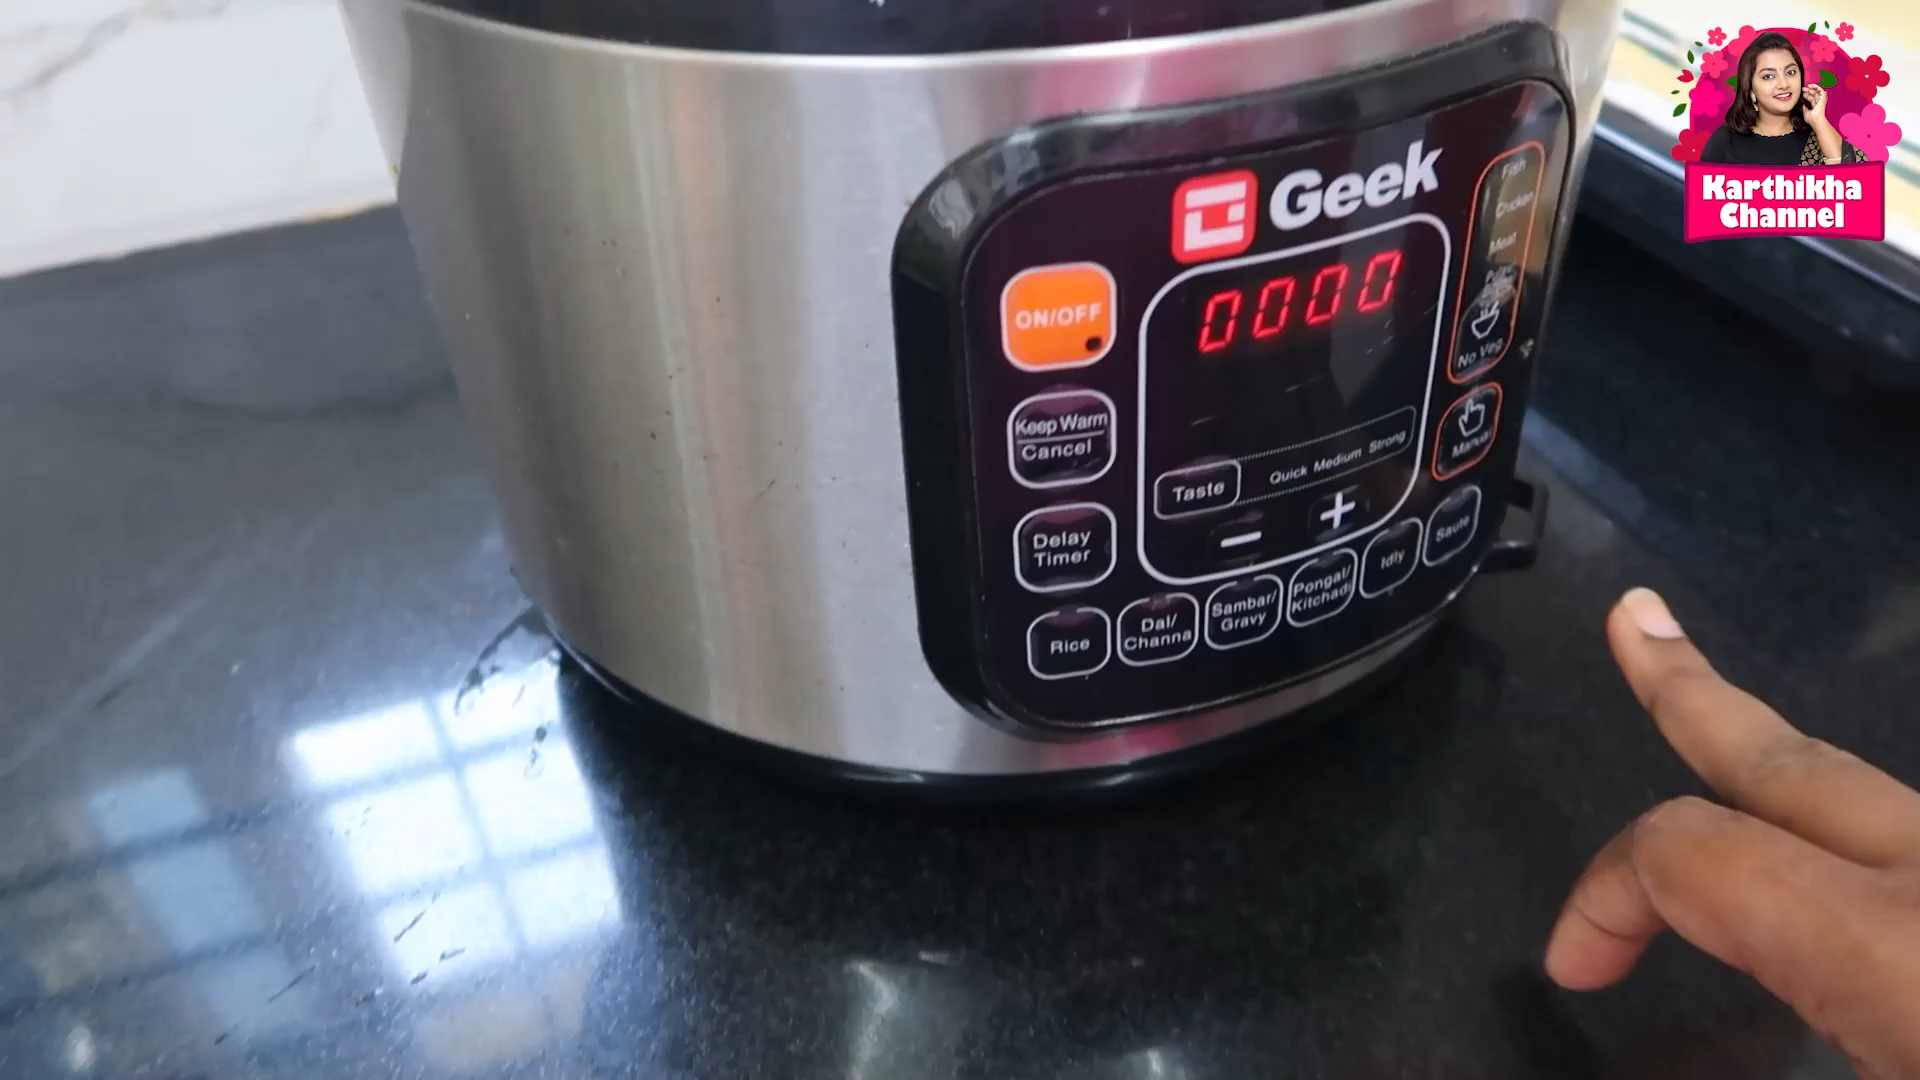 Karthikha
Channel
Geek
0000
ON/OFF
Keep Warm
Cancel
Delay
Timer
Taste
Quick Medium Strong
+
-
Rice
Dal/
Channa
Sambar/
Gravy
Pongal/
Kitchadi
Idly
Saute
Fish
Chicken
Meat
No Veg
Manual